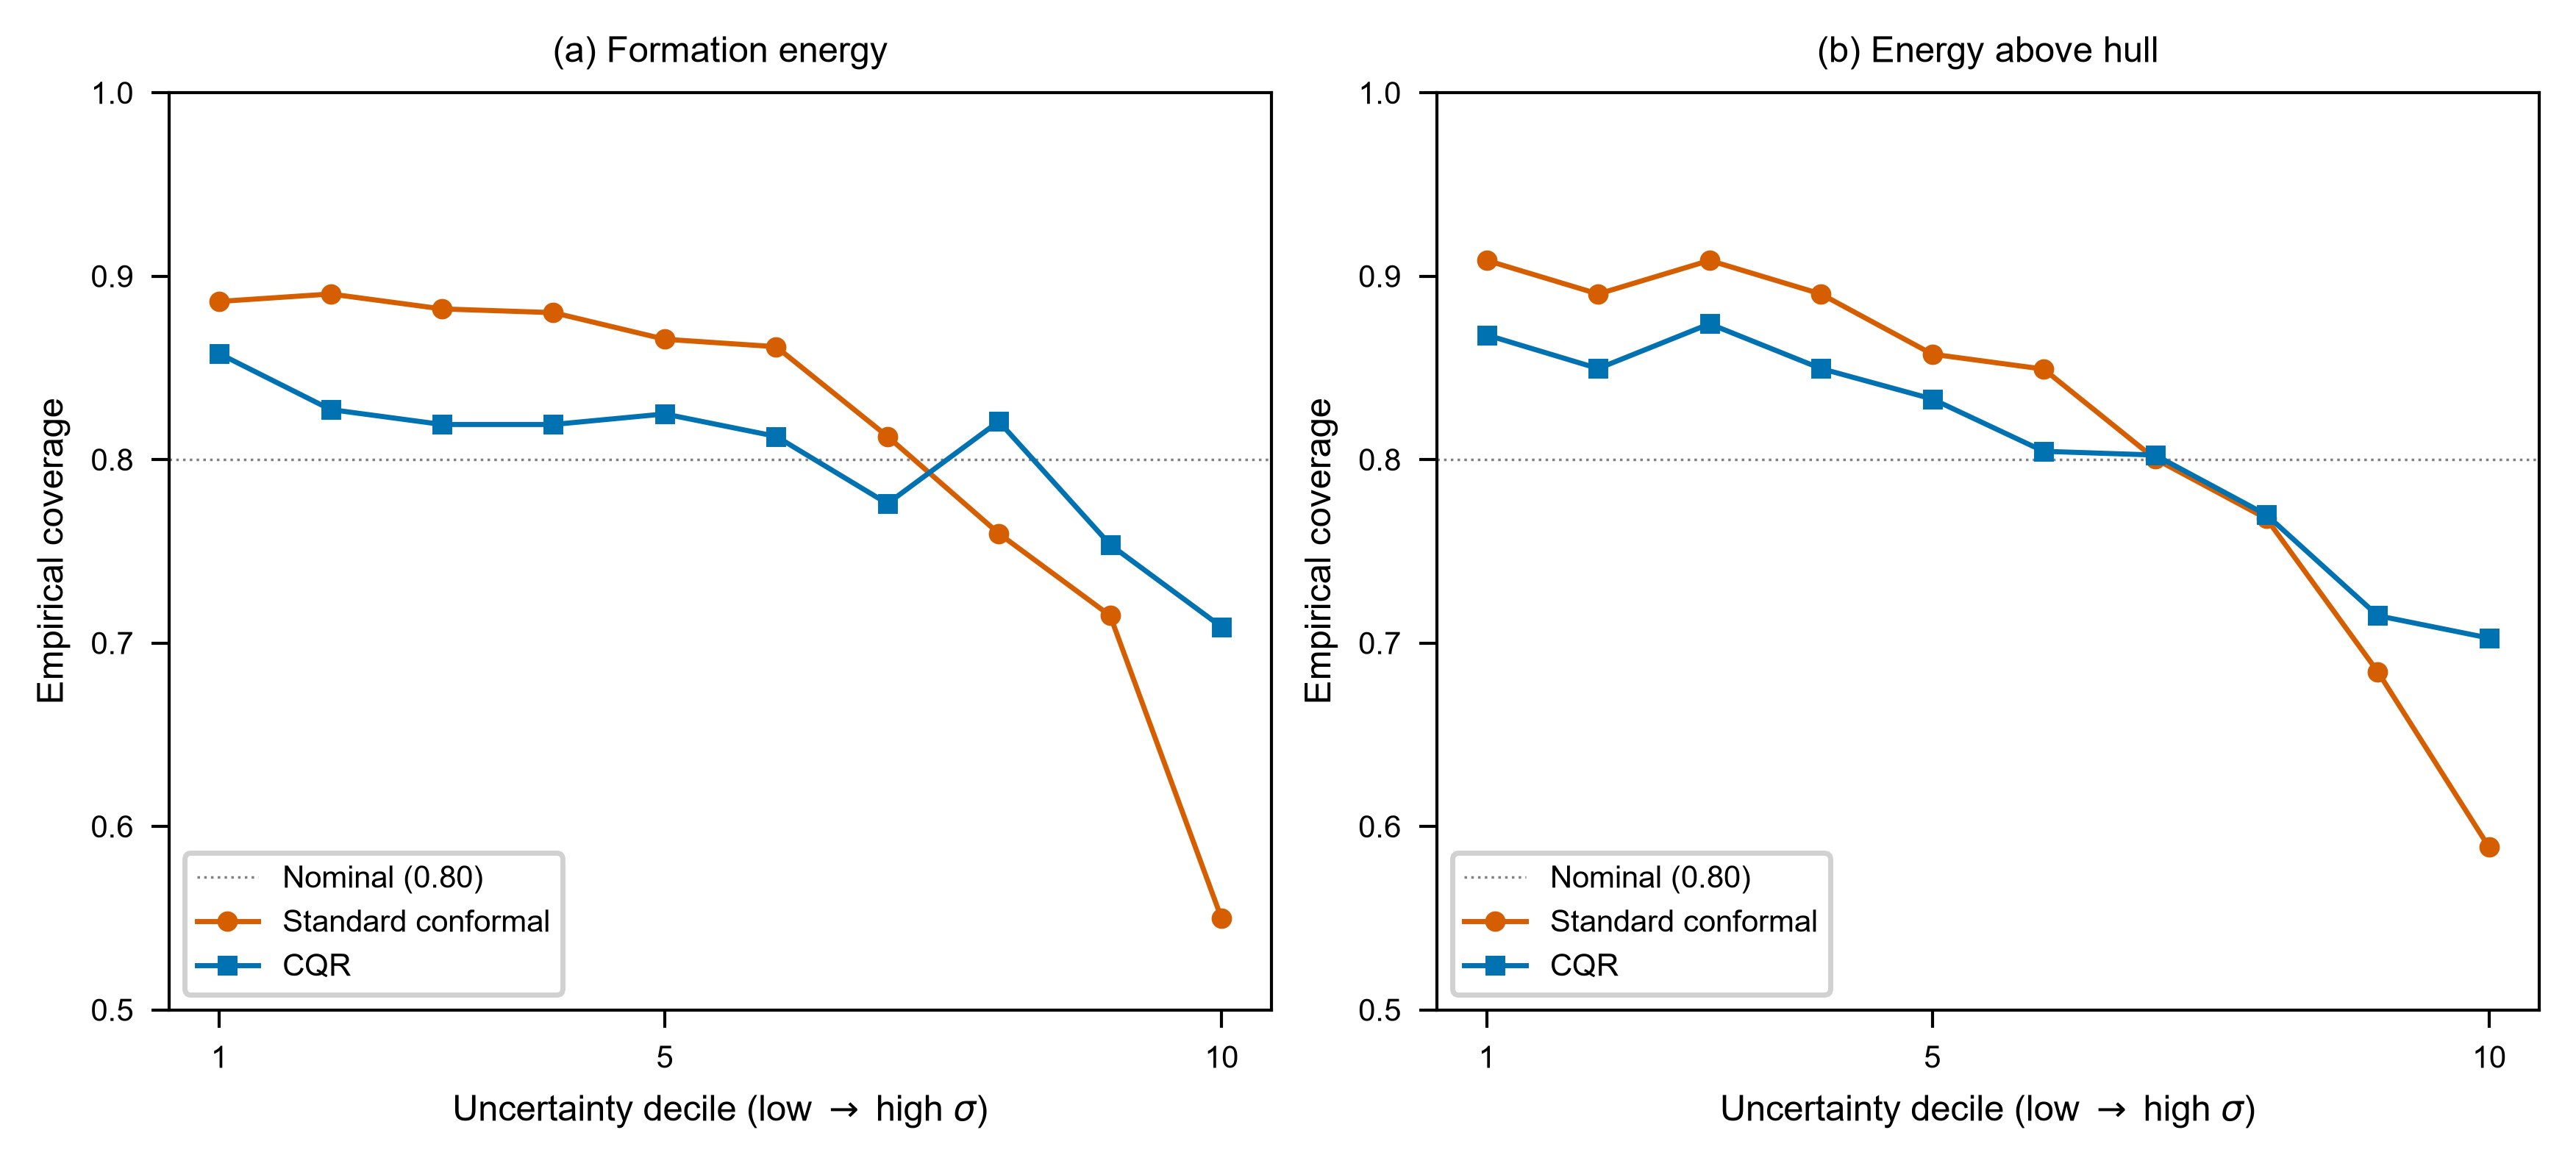 (a) Formation energy
1.0
0.9
0.8
0.7
0.6
0.5
Empirical coverage
Nominal (0.80)
Standard conformal
CQR
1
5
10
Uncertainty decile (low → high σ)
(b) Energy above hull
1.0
0.9
0.8
0.7
0.6
0.5
Empirical coverage
Nominal (0.80)
Standard conformal
CQR
1
5
10
Uncertainty decile (low → high σ)